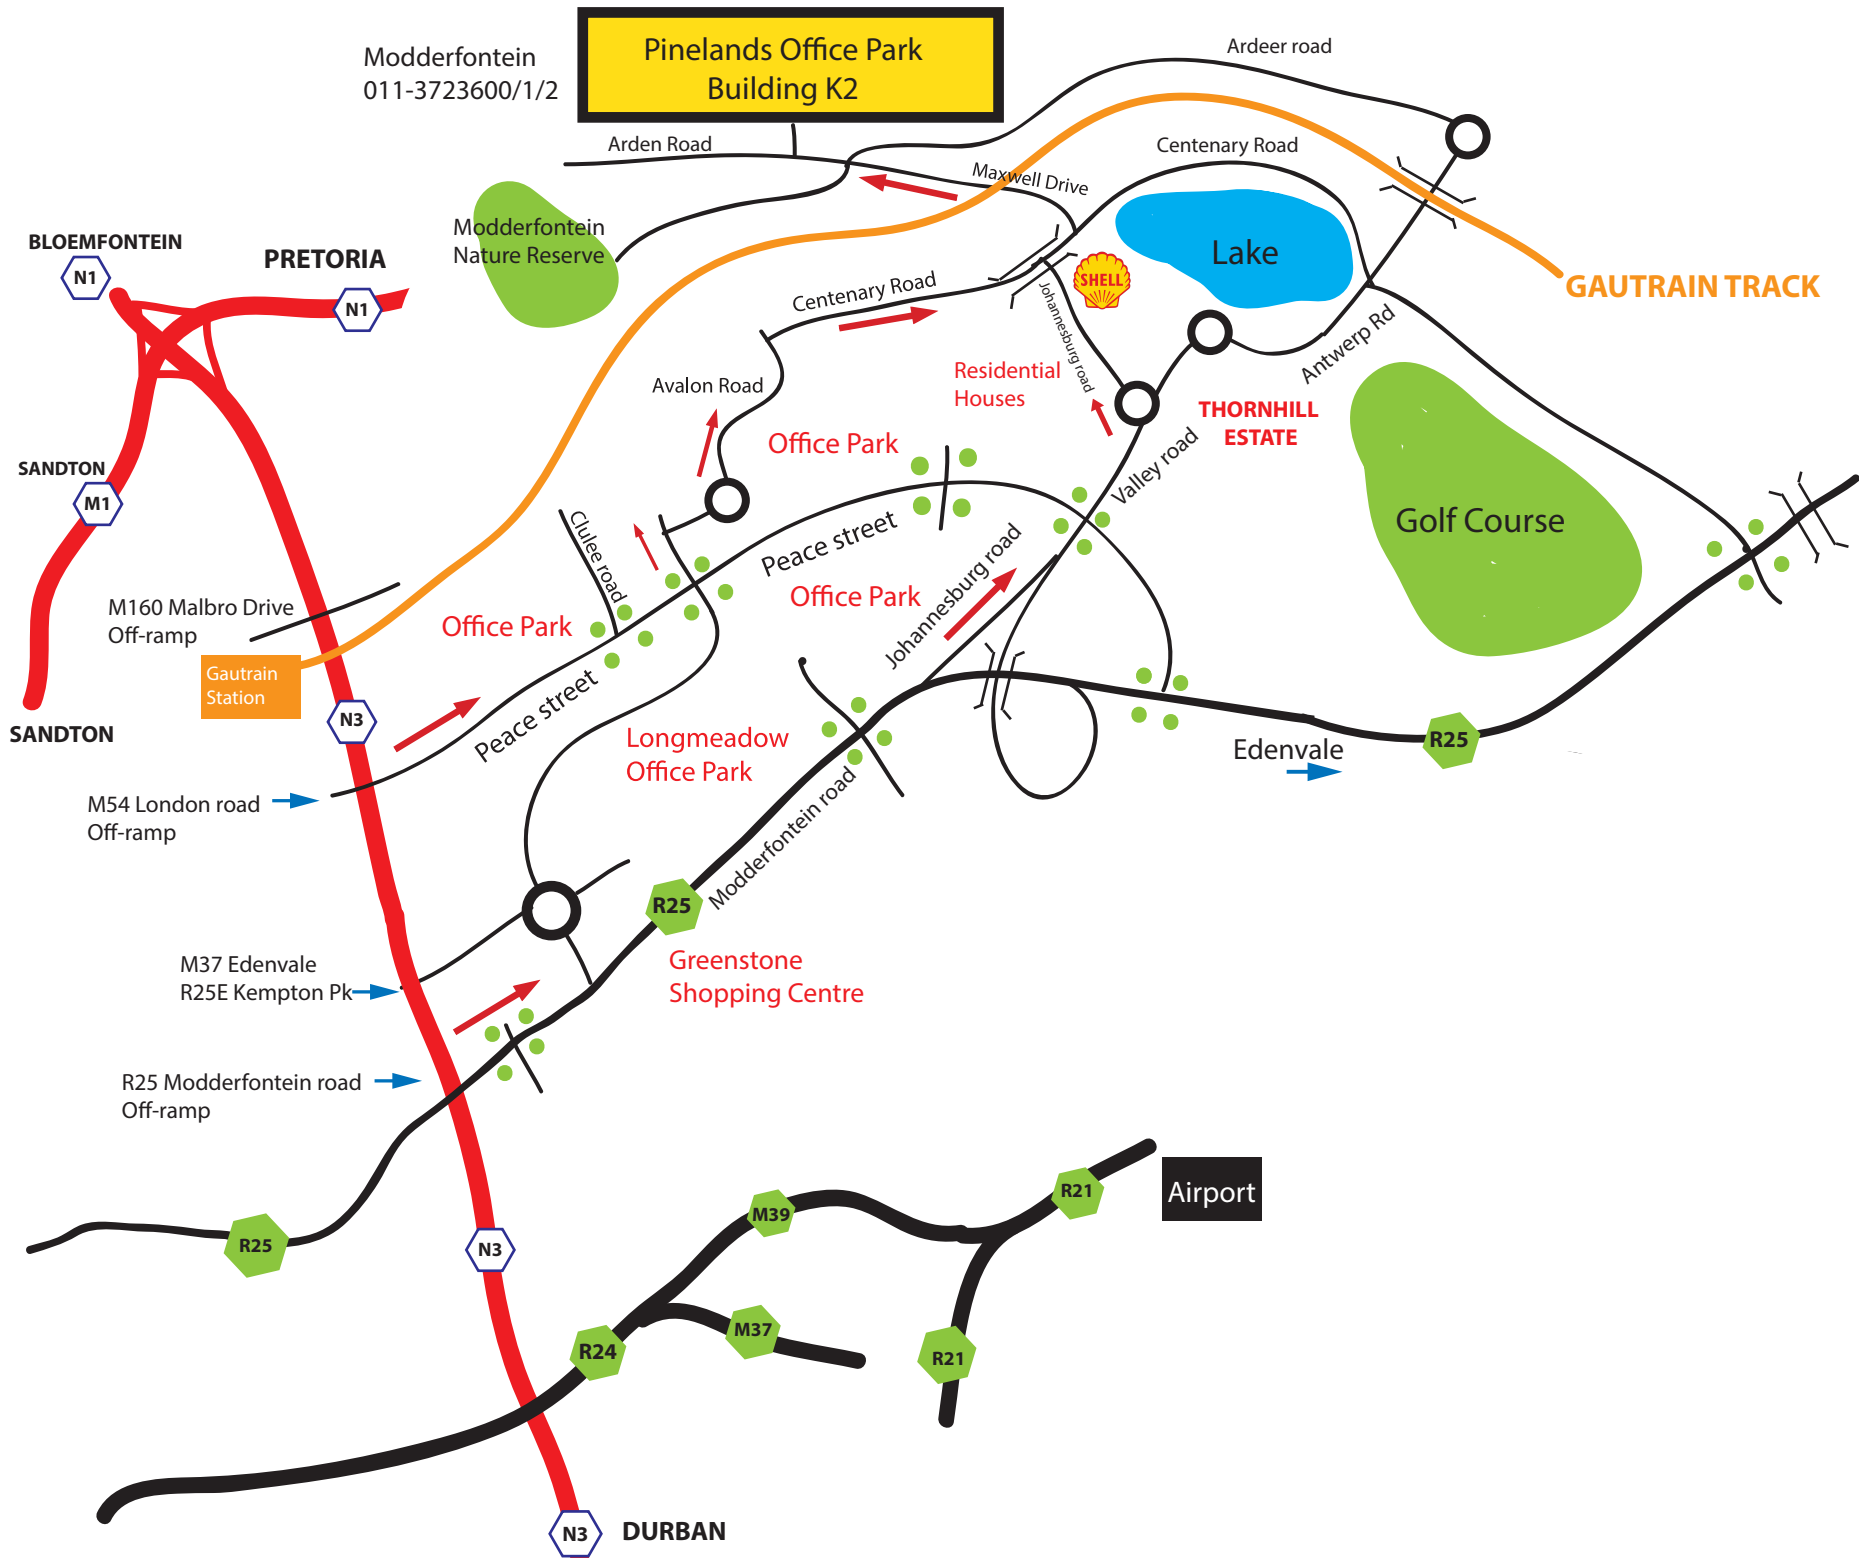 Pinelands Office Park
Building K2
Modderfontein
011-3723600/1/2
Ardeer road
Arden Road
Centenary Road
Maxwell Drive
Modderfontein
Nature Reserve
BLOEMFONTEIN
N1
PRETORIA
N1
Lake
SHELL
GAUTRAIN TRACK
Centenary Road
Johannesburg road
Antwerp Rd
Avalon Road
Residential
Houses
THORNHILL
ESTATE
Office Park
SANDTON
M1
Valley road
Golf Course
Clulee road
Peace street
Johannesburg road
M160 Malbro Drive
Off-ramp
Office Park
Office Park
Gautrain
Station
N3
SANDTON
Peace street
Longmeadow
Office Park
Edenvale
R25
M54 London road
Off-ramp
Modderfontein road
R25
M37 Edenvale
R25E Kempton Pk
Greenstone
Shopping Centre
R25 Modderfontein road
Off-ramp
R25
N3
M39
R21
Airport
R24
M37
R21
N3
DURBAN